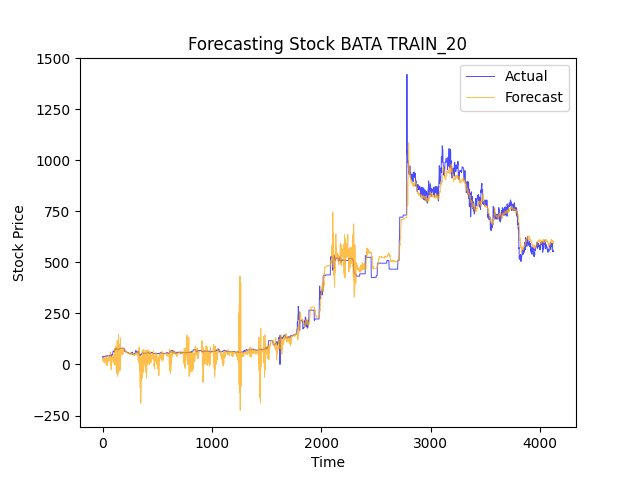 Forecasting Stock BATA TRAIN_20
Actual
Forecast
1500
1250
1000
750
500
250
0
−250
Stock Price
0 1000 2000 3000 4000
Time